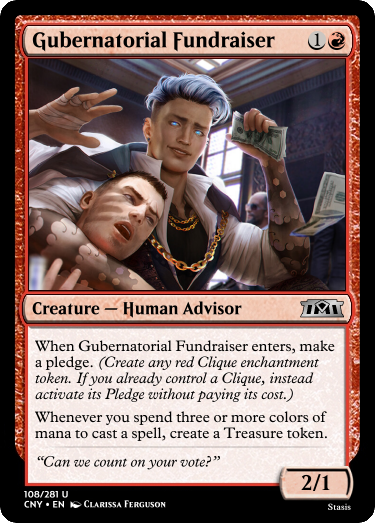 Gubernatorial Fundraiser 1
Creature — Human Advisor
When Gubernatorial Fundraiser enters, make
a pledge. (Create any red Clique enchantment
token. If you already control a Clique, instead
activate its Pledge without paying its cost.)
Whenever you spend three or more colors of
mana to cast a spell, create a Treasure token.
“Can we count on your vote?”
2/1
108/281 U
CNY • EN Clarissa Ferguson
Stasis